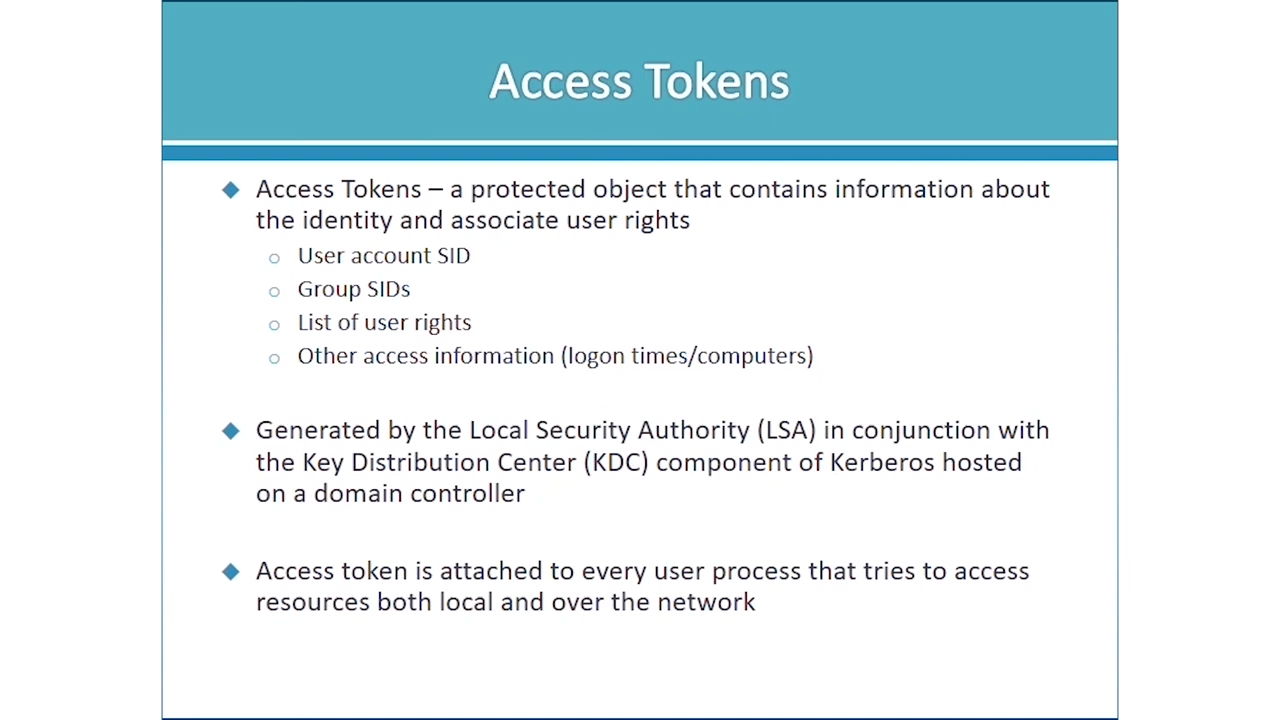 Access Tokens
Access Tokens – a protected object that contains information about
the identity and associate user rights
User account SID
Group SIDs
List of user rights
Other access information (logon times/computers)
Generated by the Local Security Authority (LSA) in conjunction with
the Key Distribution Center (KDC) component of Kerberos hosted
on a domain controller
Access token is attached to every user process that tries to access
resources both local and over the network